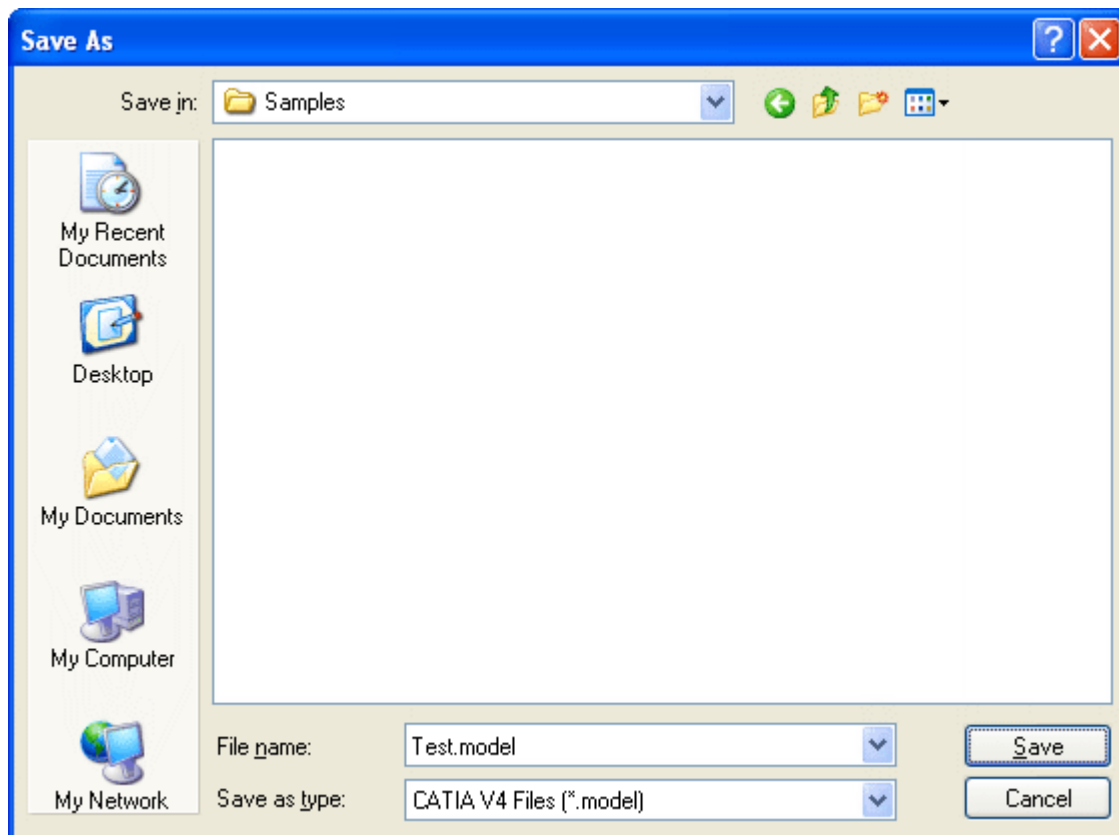 Save As
Save in: Samples
My Recent
Documents
Desktop
My Documents
My Computer
My Network
File name: Test.model Save
Save as type: CATIA V4 Files (*.model) Cancel